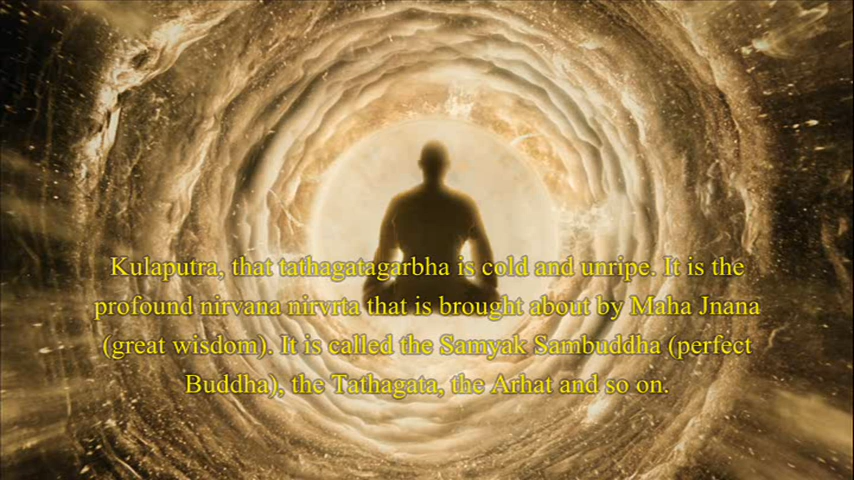 Kulaputra, that tathagatagarbha is cold and unripe. It is the
profound nirvana nirvrta that is brought about by Maha Jnana
(great wisdom). It is called the Samyak Sambuddha (perfect
Buddha), the Tathagata, the Arhat and so on.